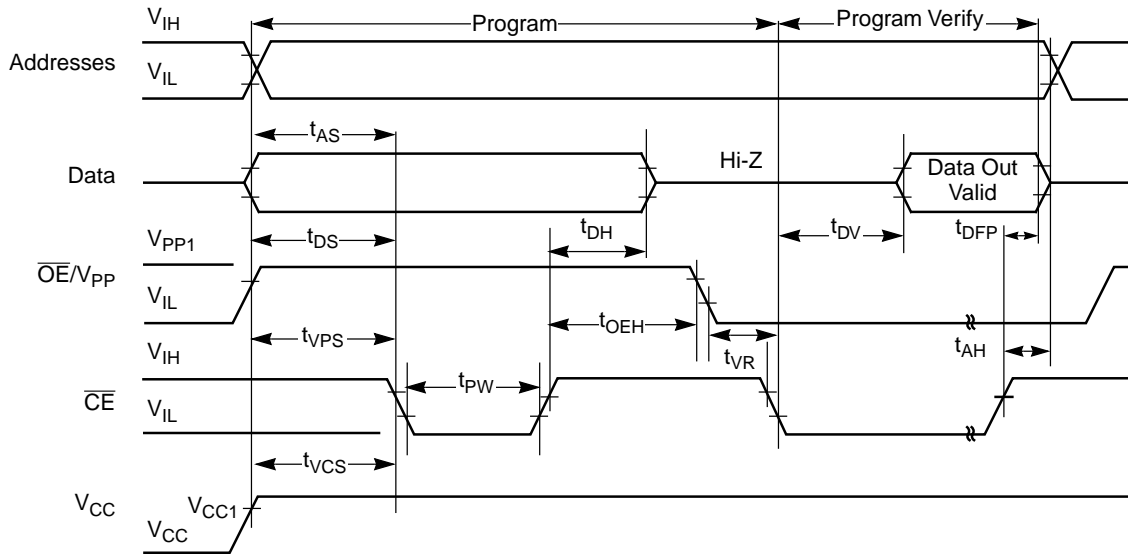 Program
Program Verify
Addresses
VIH
VIL
tAS
Data
Hi-Z
Data Out
Valid
tDS
tDH
tDV
tDFP
OE/VPP
VPP1
VIL
tVPS
tOEH
tVR
tAH
CE
VIH
VIL
tPW
tVCS
VCC
VCC1
VCC